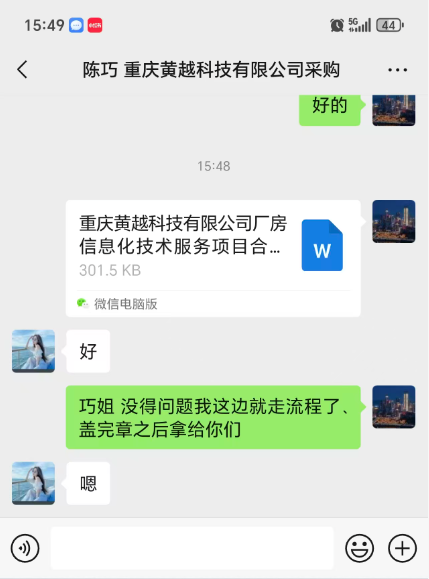 15:49
5G
44
陈巧 重庆黄越科技有限公司采购
好的
15:48
重庆黄越科技有限公司厂房
信息化技术服务项目合...
W
301.5 KB
微信电脑版
好
巧姐 没得问题我这边就走流程了、
盖完章之后拿给你们
嗯